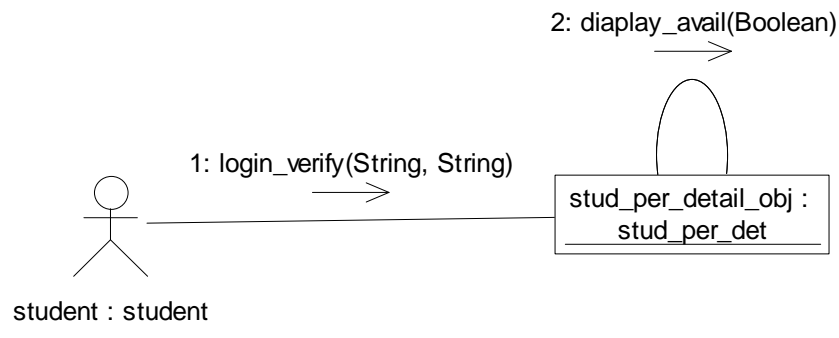 2: diaplay_avail(Boolean)
1: login_verify(String, String)
stud_per_detail_obj :
stud_per_det
student : student